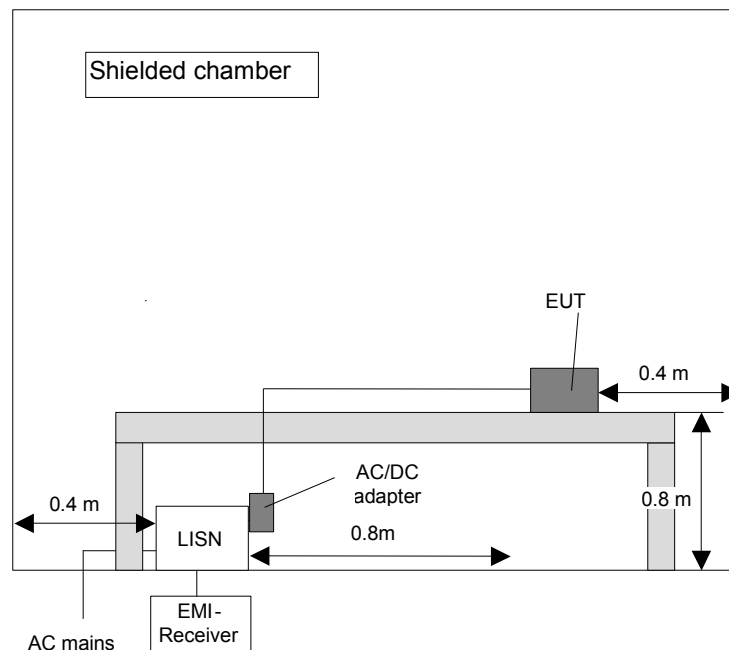 Shielded chamber
EUT
0.4 m
AC/DC
adapter
0.4 m
0.8 m
LISN
0.8m
EMI-
Receiver
AC mains